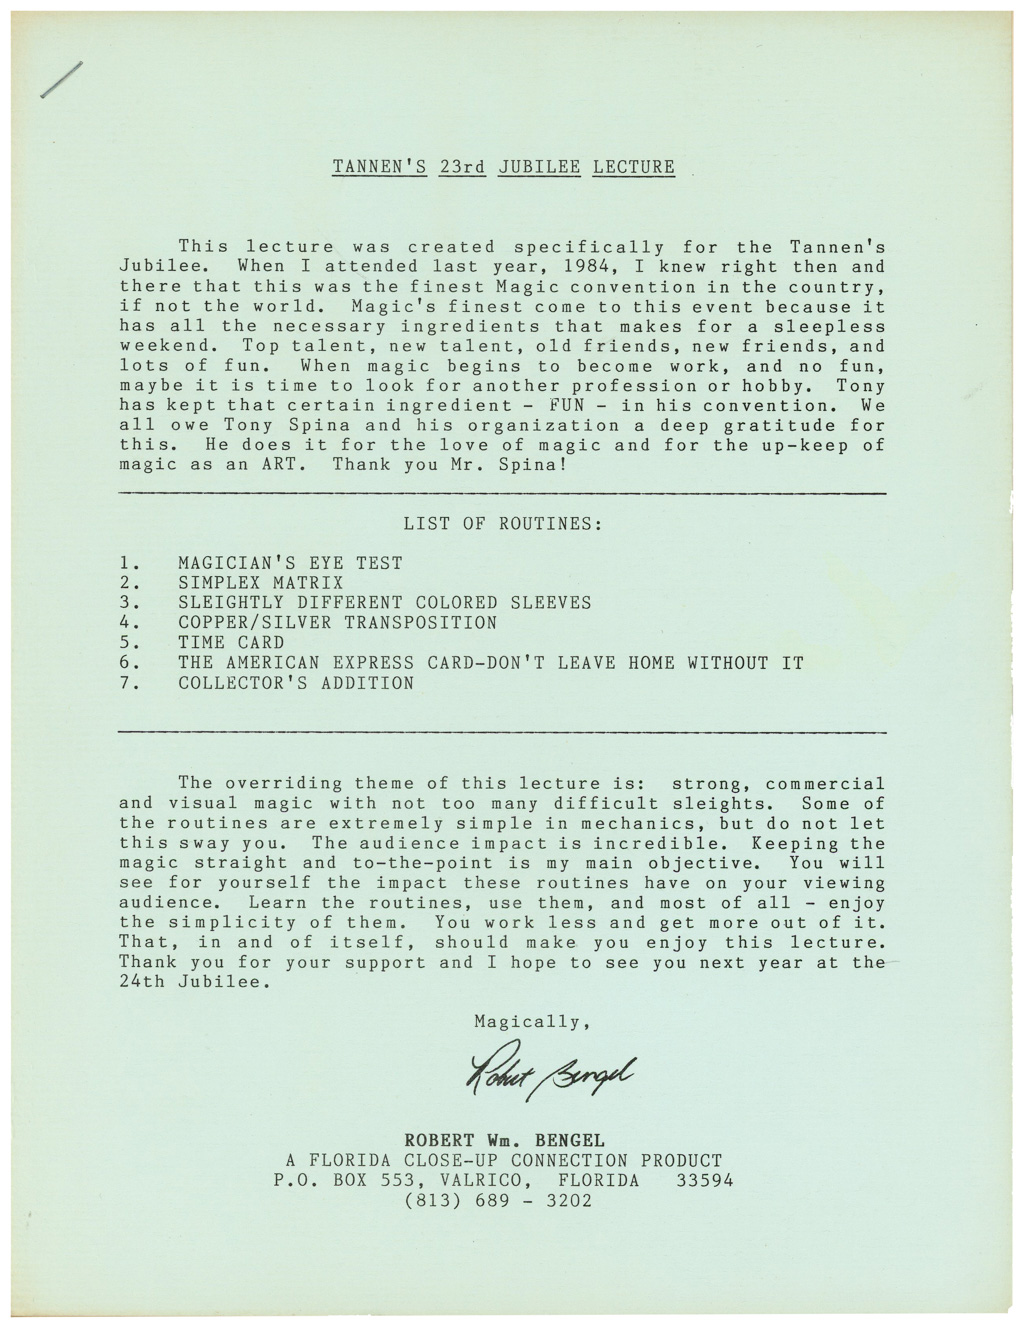 TANNEN'S 23rd JUBILEE LECTURE
This lecture was created specifically for the Tannen's
Jubilee. When I attended last year, 1984, I knew right then and
there that this was the finest Magic convention in the country,
if not the world. Magic's finest come to this event because it
has all the necessary ingredients that makes for a sleepless
weekend. Top talent, new talent, old friends, new friends, and
lots of fun. When magic begins to become work, and no fun,
maybe it is time to look for another profession or hobby. Tony
has kept that certain ingredient - FUN - in his convention. We
all owe Tony Spina and his organization a deep gratitude for
this. He does it for the love of magic and for the up-keep of
magic as an ART. Thank you Mr. Spina!
LIST OF ROUTINES:
1. MAGICIAN'S EYE TEST
2. SIMPLEX MATRIX
3. SLEIGHTLY DIFFERENT COLORED SLEEVES
4. COPPER/SILVER TRANSPOSITION
5. TIME CARD
6. THE AMERICAN EXPRESS CARD-DON'T LEAVE HOME WITHOUT IT
7. COLLECTOR'S ADDITION
The overriding theme of this lecture is: strong, commercial
and visual magic with not too many difficult sleights. Some of
the routines are extremely simple in mechanics, but do not let
this sway you. The audience impact is incredible. Keeping the
magic straight and to-the-point is my main objective. You will
see for yourself the impact these routines have on your viewing
audience. Learn the routines, use them, and most of all - enjoy
the simplicity of them. You work less and get more out of it.
That, in and of itself, should make you enjoy this lecture.
Thank you for your support and I hope to see you next year at the
24th Jubilee.
Magically,
Robert Bengel
ROBERT Wm. BENGEL
A FLORIDA CLOSE-UP CONNECTION PRODUCT
P.O. BOX 553, VALRICO, FLORIDA 33594
(813) 689 - 3202